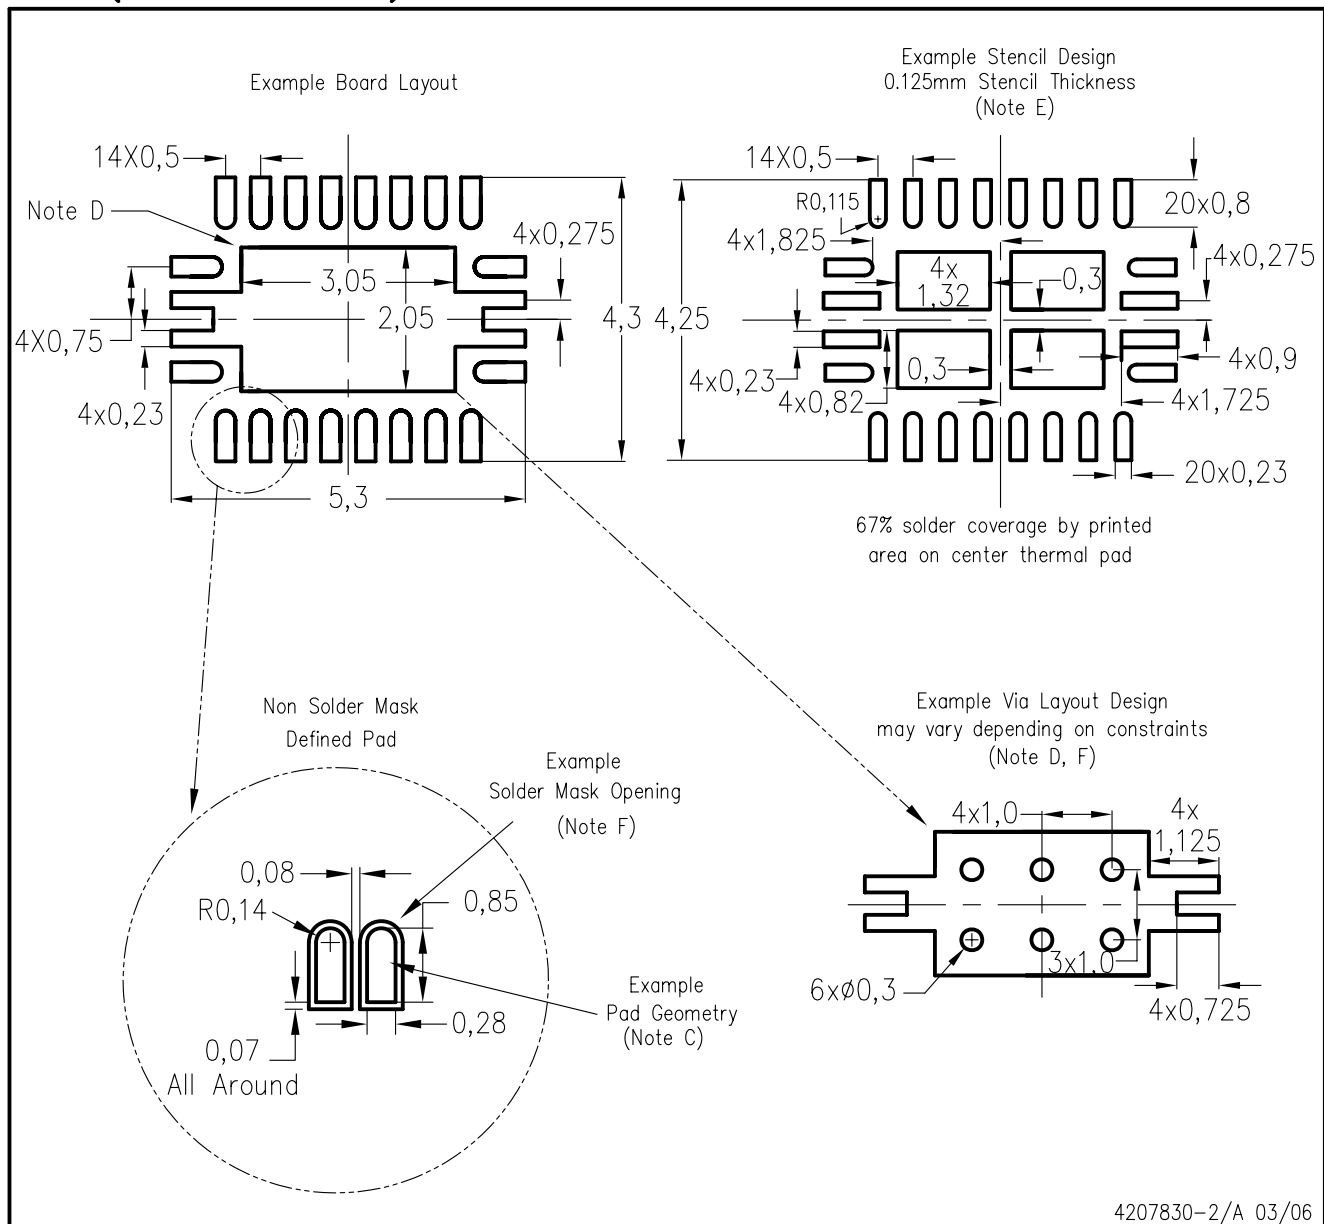 Example Board Layout
14X0,5
Note D
3,05
2,05
4x0,275
4,3
4X0,75
4x0,23
5,3
Example Stencil Design
0.125mm Stencil Thickness
(Note E)
14X0,5
R0,115
20x0,8
4x1,825
4x0,275
4x
1,32
0,3
4,25
0,3
4x0,23
4x0,82
4x0,9
4x1,725
20x0,23
67% solder coverage by printed
area on center thermal pad
Non Solder Mask
Defined Pad
Example
Solder Mask Opening
(Note F)
0,08
R0,14
0,85
Example
Pad Geometry
(Note C)
0,28
0,07
All Around
Example Via Layout Design
may vary depending on constraints
(Note D, F)
4x1,0
4x
1,125
3x1,0
6xø0,3
4x0,725
4207830-2/A 03/06